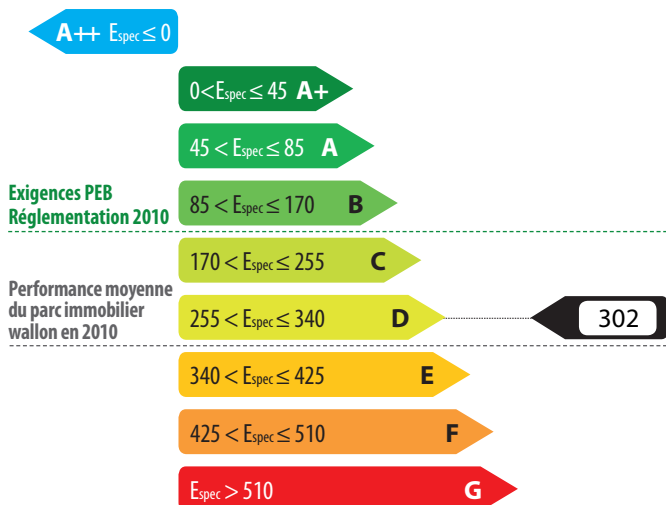 A++ Espec ≤ 0
0<Espec ≤ 45 A+
45 < Espec ≤ 85 A
Exigences PEB
Réglementation 2010
85 < Espec ≤ 170 B
170 < Espec ≤ 255 C
Performance moyenne
du parc immobilier
wallon en 2010
255 < Espec ≤ 340 D
302
340 < Espec ≤ 425 E
425 < Espec ≤ 510 F
Espec > 510 G